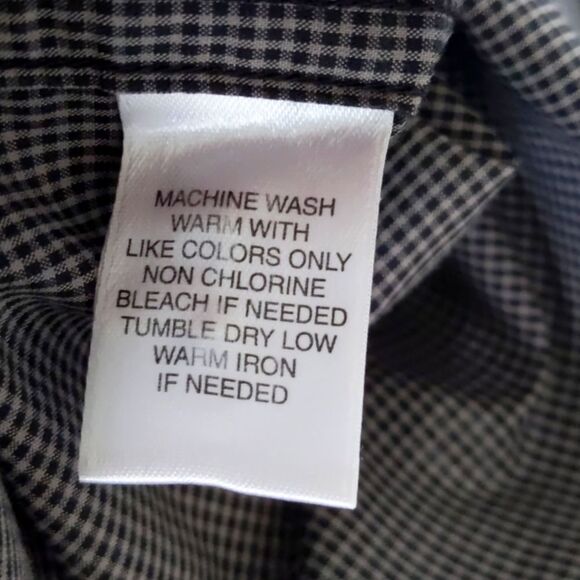 MACHINE WASH
WARM WITH
LIKE COLORS ONLY
NON CHLORINE
BLEACH IF NEEDED
TUMBLE DRY LOW
WARM IRON
IF NEEDED